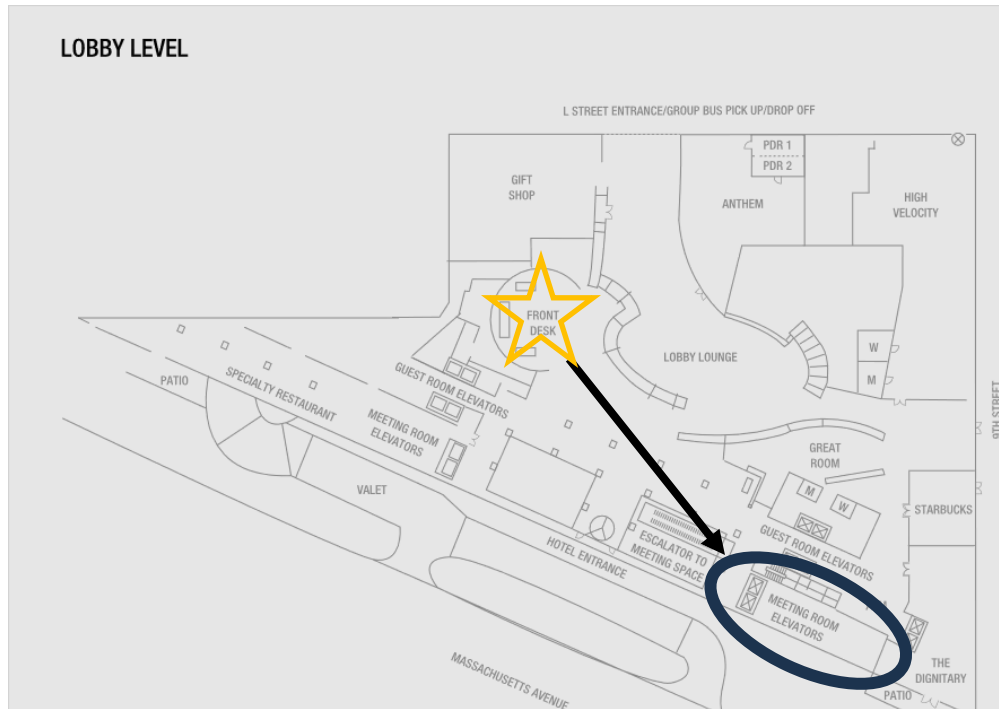 LOBBY LEVEL
L STREET ENTRANCE/GROUP BUS PICK UP/DROP OFF
PDR 1
PDR 2
GIFT
SHOP
ANTHEM
HIGH
VELOCITY
FRONT
DESK
LOBBY LOUNGE
W
M
PATIO
SPECIALTY RESTAURANT
GUEST ROOM ELEVATORS
MEETING ROOM
ELEVATORS
9TH STREET
GREAT
ROOM
VALET
M
W
STARBUCKS
HOTEL ENTRANCE
ESCALATOR TO
MEETING SPACE
GUEST ROOM ELEVATORS
MEETING ROOM
ELEVATORS
MASSACHUSETTS AVENUE
THE
DIGNITARY
PATIO